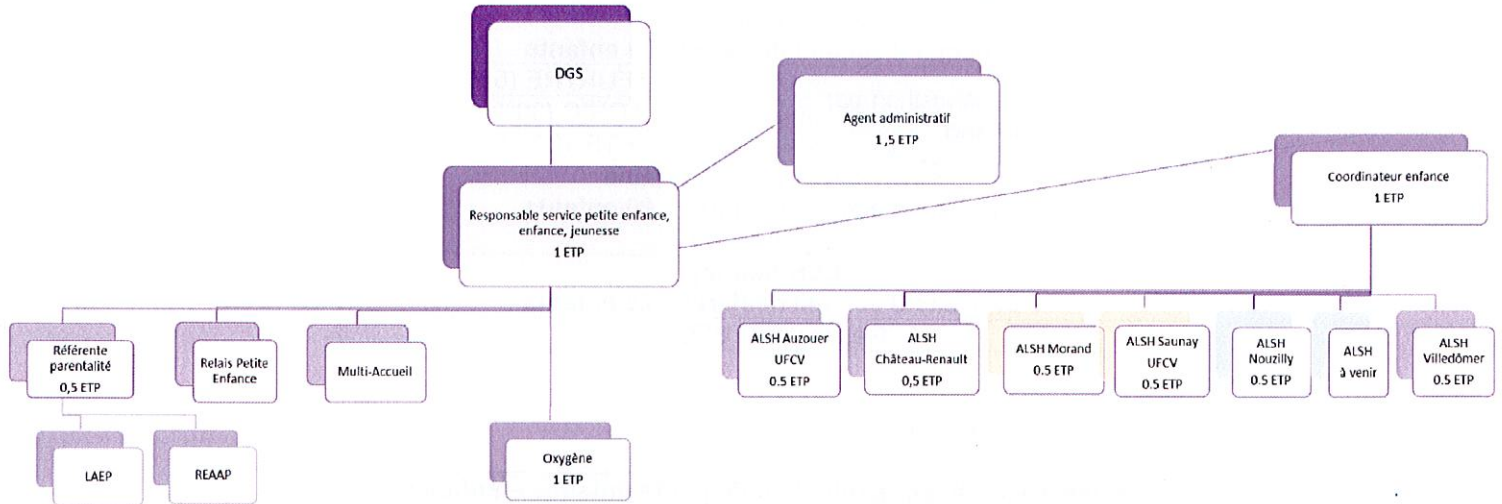 DGS
Agent administratif
1 ,5 ETP
Responsable service petite enfance,
enfance, jeunesse
1 ETP
Coordinateur enfance
1 ETP
Référente
parentalité
0,5 ETP
Relais Petite
Enfance
Multi-Accueil
ALSH Auzouer
UFCV
0.5 ETP
ALSH
Château-Renault
0,5 ETP
ALSH Morand
0.5 ETP
ALSH Saunay
UFCV
0.5 ETP
ALSH
Nouzilly
0.5 ETP
ALSH
à venir
ALSH
Villedômer
0.5 ETP
LAEP
REAAP
Oxygène
1 ETP